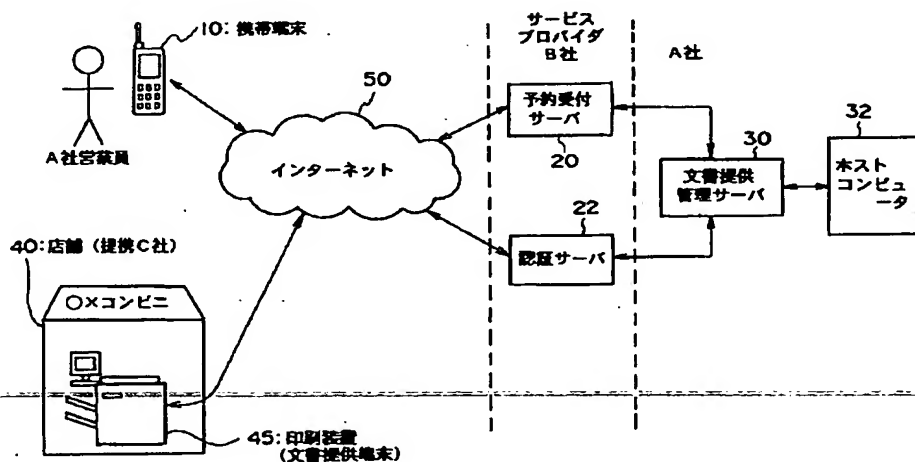 10:携帯端末
A社営業員
50
インターネット
サービス
プロバイダ
B社
A社
予約受付
サーバ
20
22
認証サーバ
30
文書提供
管理サーバ
32
ホスト
コンピュ
ータ
40:店舗(提携C社)
〇×コンビニ
45:印刷装置
(文書提供端末)